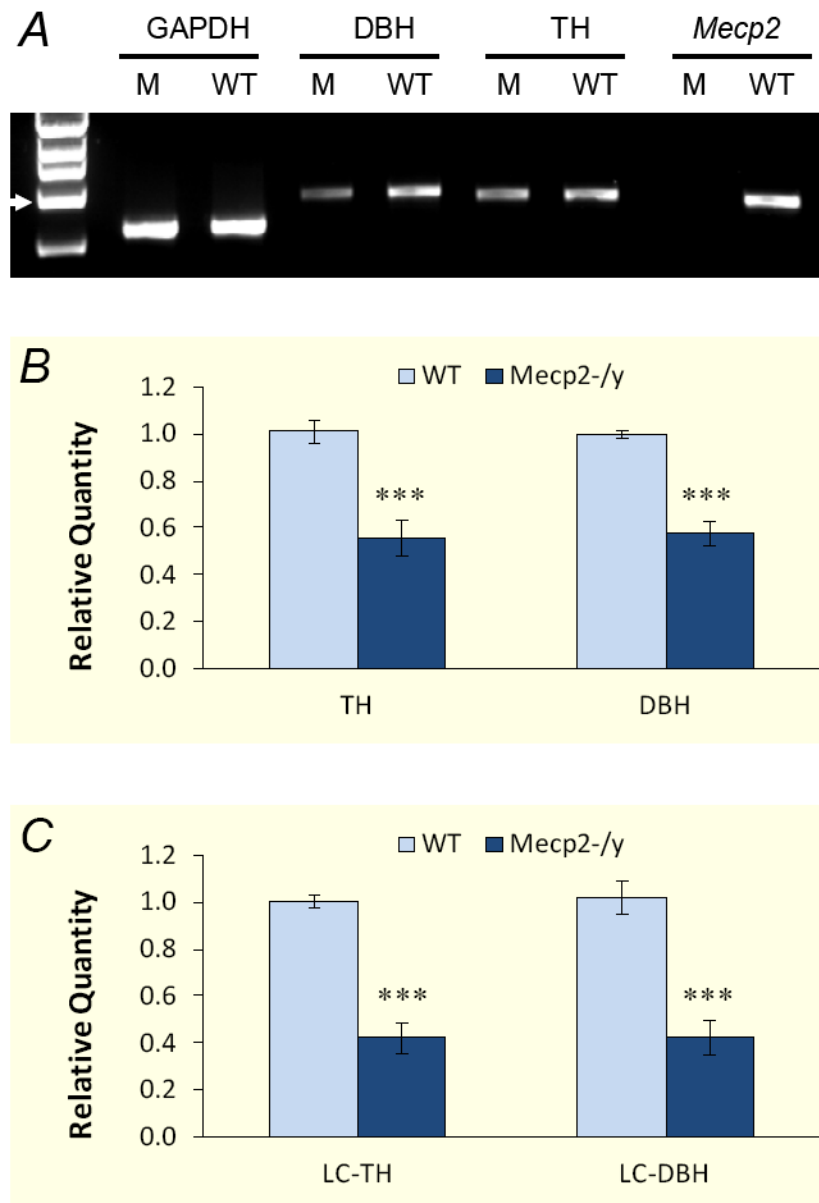 A
GAPDH DBH TH Mecp2
M WT M WT M WT M WT
B
WT Mecp2-/y
1.2
1.0
0.8
0.6
0.4
0.2
0.0
Relative Quantity
*** ***
TH DBH
C
WT Mecp2-/y
1.2
1.0
0.8
0.6
0.4
0.2
0.0
Relative Quantity
*** ***
LC-TH LC-DBH